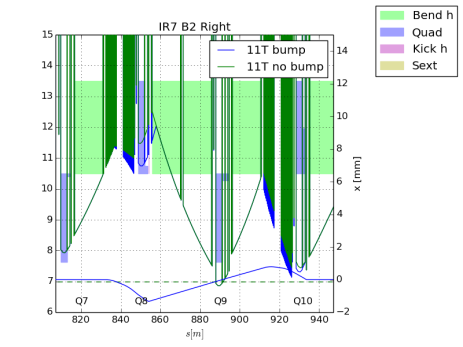 IR7 B2 Right
Bend h
Quad
Kick h
Sext
11T bump
11T no bump
15
14
13
12
11
10
9
8
7
6
14
12
10
8
6
4
2
0
−2
x [mm]
Q7
Q8
Q9
Q10
820
840
860
880
900
920
940
s[m]